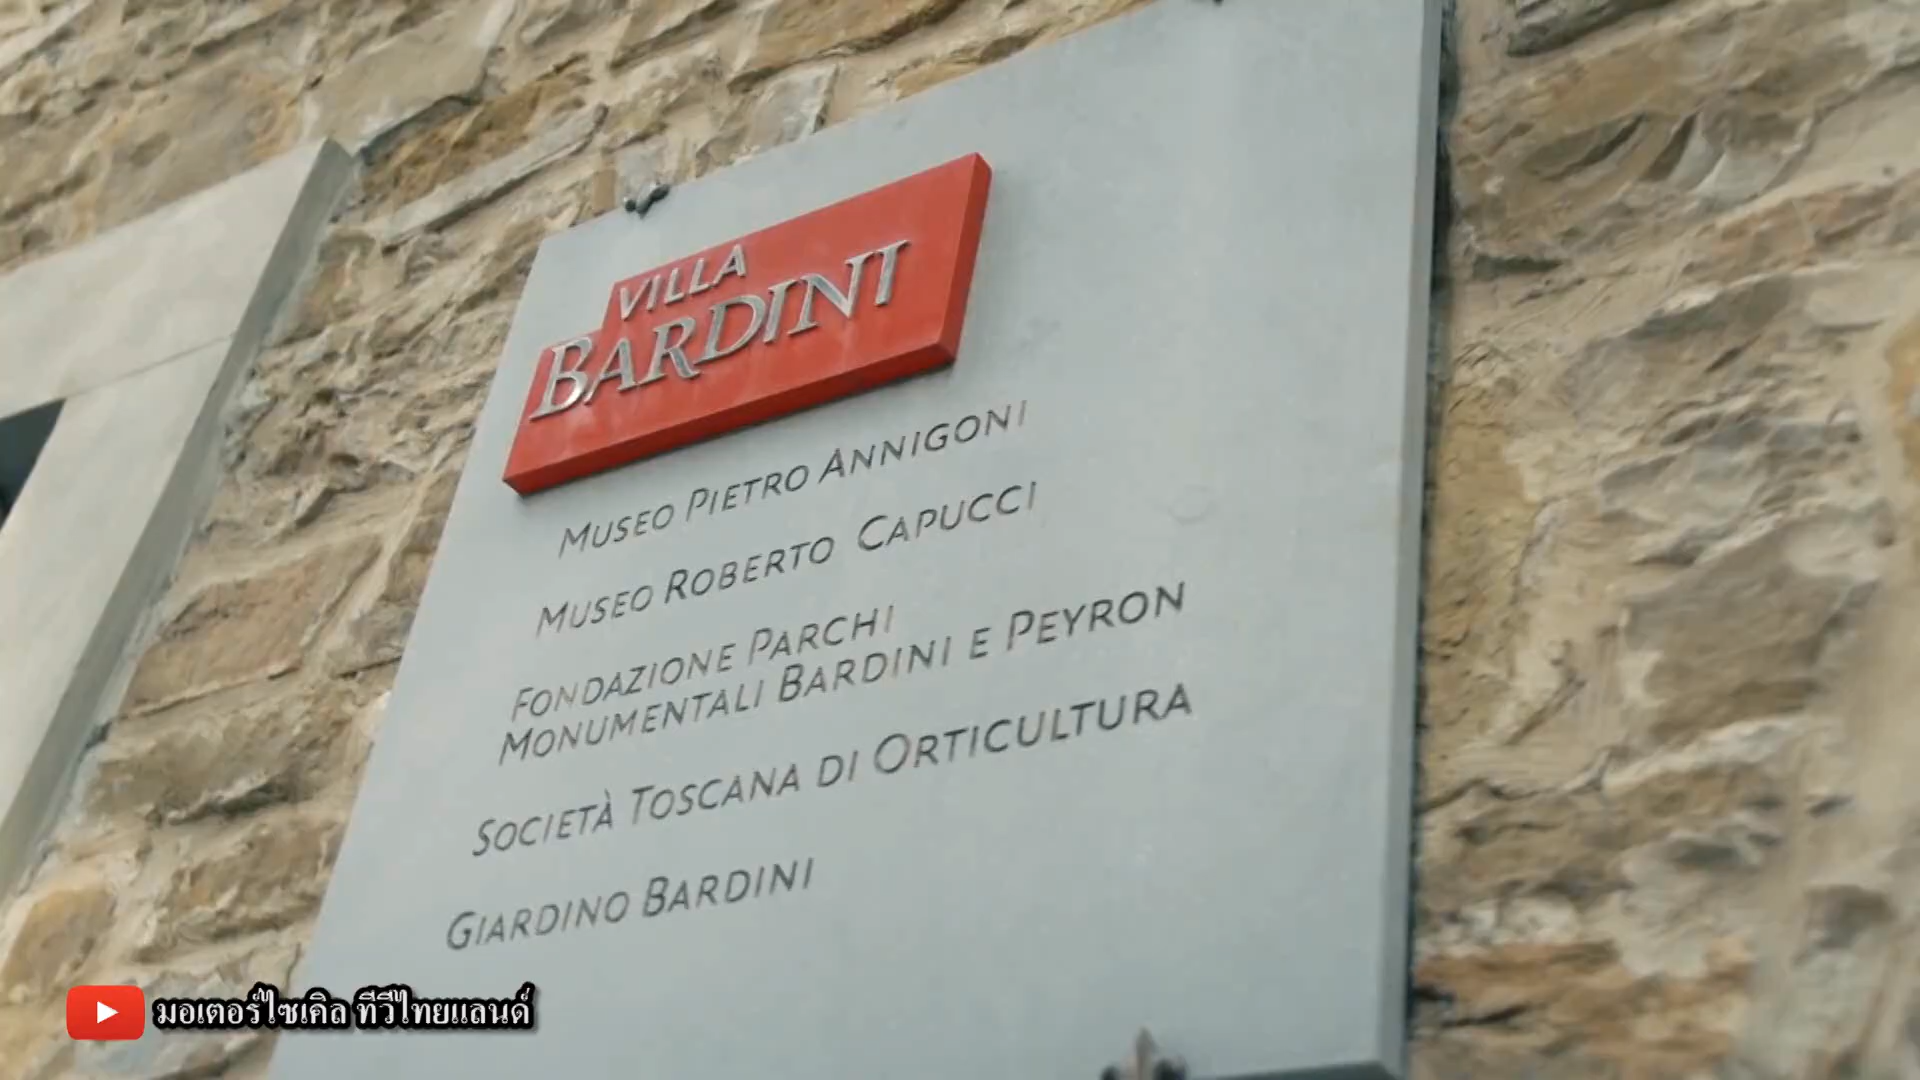 VILLA
BARDINI
MUSEO PIETRO ANNIGONI
MUSEO ROBERTO CAPUCCI
FONDAZIONE PARCHI
MONUMENTALI BARDINI E PEYRON
SOCIETÀ TOSCANA DI ORTICULTURA
GIARDINO BARDINI
มอเตอร์ไซเคิล ทีวีไทยแลนด์